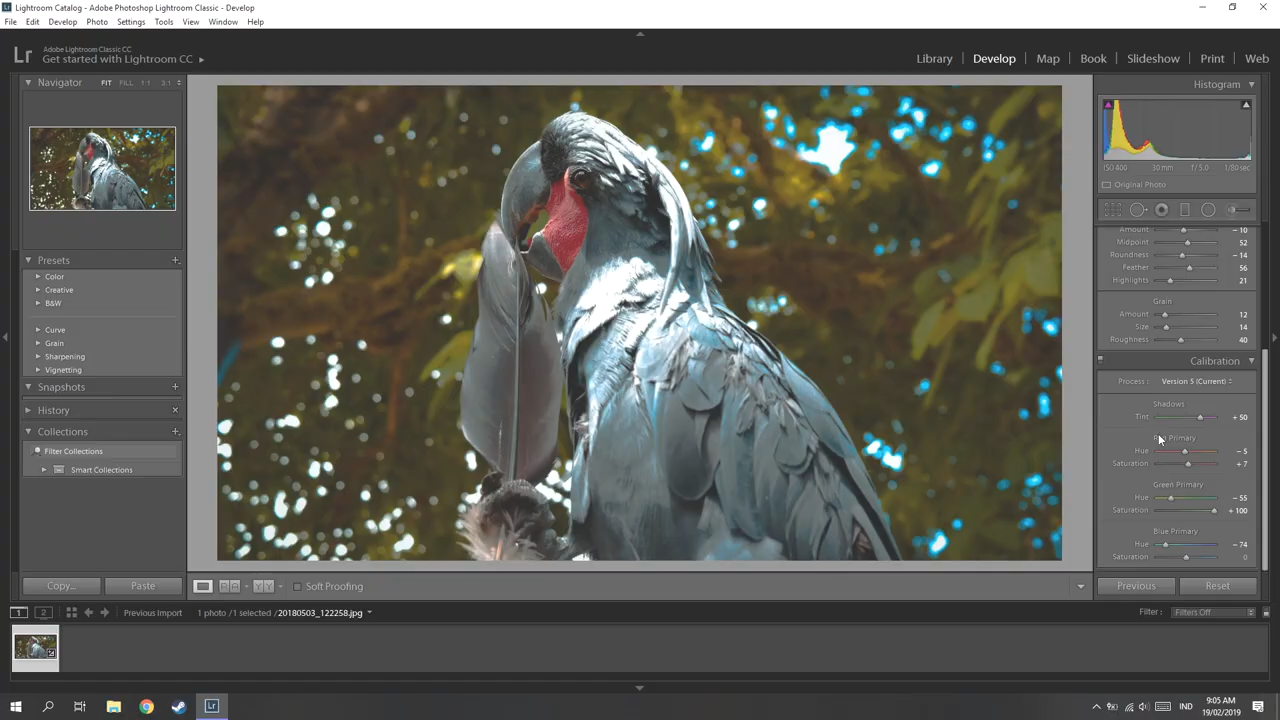 Lightroom Catalog - Adobe Photoshop Lightroom Classic - Develop
File Edit Develop Photo Settings Tools View Window Help
Lr Adobe Lightroom Classic CC
Get started with Lightroom CC
Library | Develop | Map | Book | Slideshow | Print | Web
Navigator FIT FILL 1:1 3:1
Presets
Color
Creative
B&W
Curve
Grain
Sharpening
Vignetting
Snapshots
History
Collections
Filter Collections
Smart Collections
Copy... Paste
Soft Proofing
Histogram
ISO 400 30 mm f / 5.0 1/80 sec
Original Photo
Amount - 10
Midpoint 52
Roundness - 14
Feather 56
Highlights 21
Grain
Amount 12
Size 14
Roughness 40
Calibration
Process : Version 5 (Current)
Shadows
Tint + 50
Primary
Hue - 5
Saturation + 7
Green Primary
Hue - 55
Saturation + 100
Blue Primary
Hue - 74
Saturation 0
Previous Reset
1 2 Previous Import 1 photo / 1 selected / 20180503_122258.jpg
Filter : Filters Off
Lr IND 9:05 AM
19/02/2019